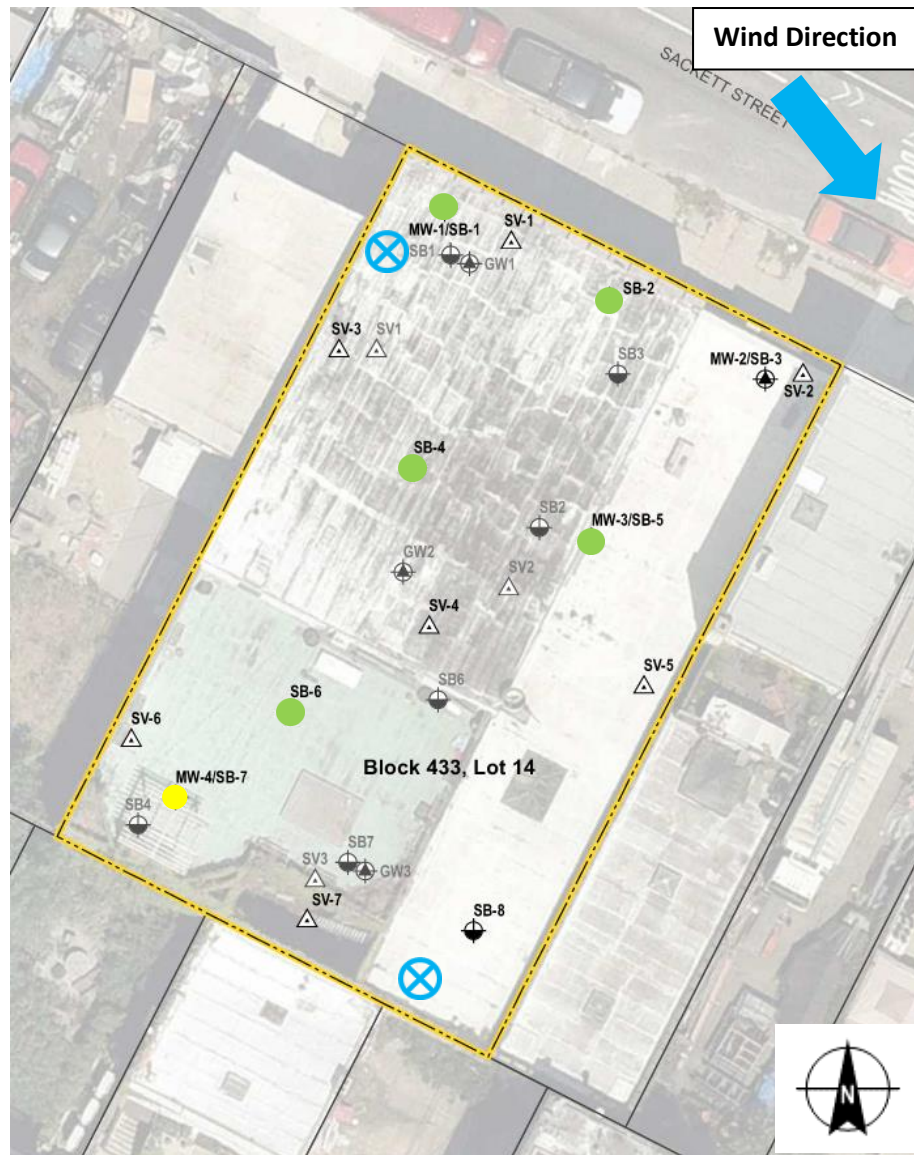 Wind Direction
SACKETT STREET
MW-1/SB-1
SV-1
SB1
GW1
SB-2
SV-3
SV1
SB3
MW-2/SB-3
SV-2
SB-4
SB2
MW-3/SB-5
GW2
SV2
SV-4
SV-5
SB6
SB-6
SV-6
Block 433, Lot 14
MW-4/SB-7
SB4
SB7
SV3
GW3
SV-7
SB-8
N